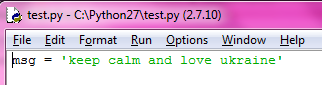 test.py - C:\Python27\test.py (2.7.10)
File Edit Format Run Options Window Help
msg = 'keep calm and love ukraine'